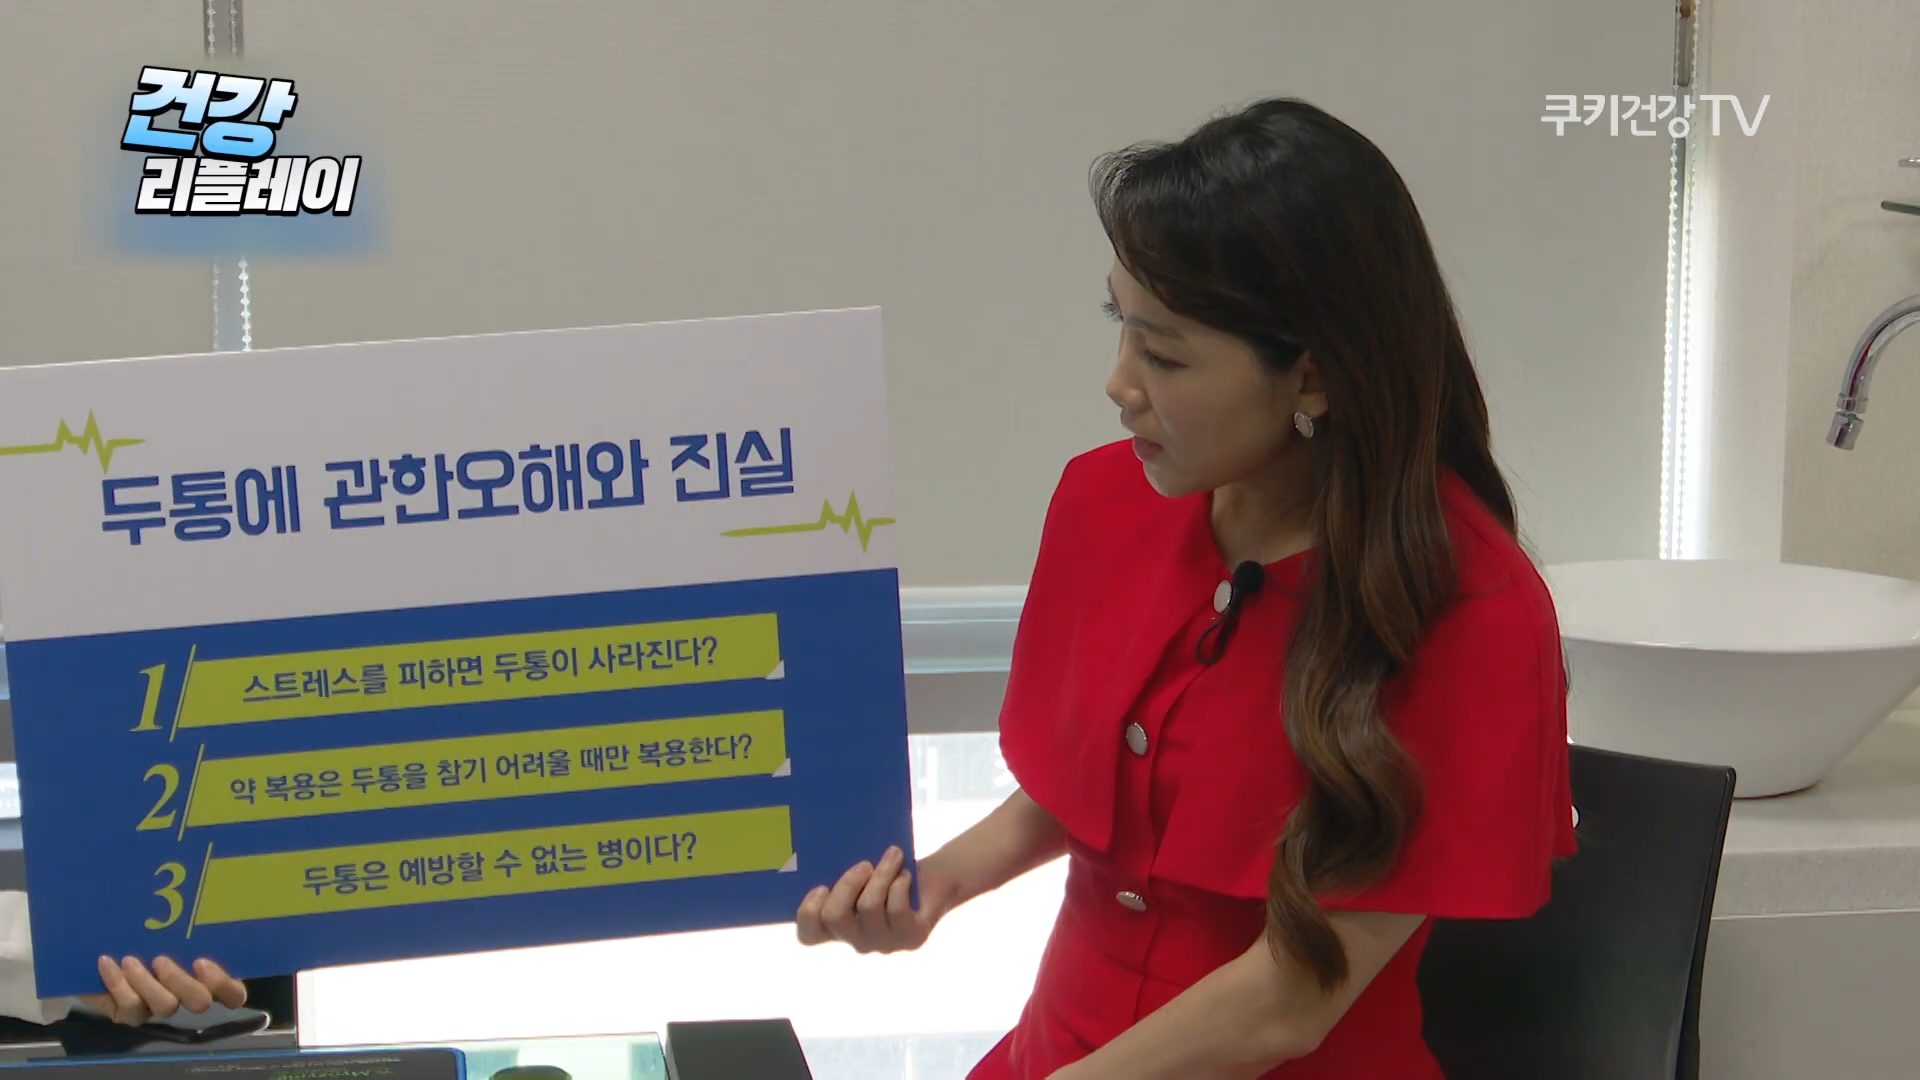 건강
리플레이
쿠키건강TV
두통에 관한오해와 진실
1 스트레스를 피하면 두통이 사라진다?
2 약 복용은 두통을 참기 어려울 때만 복용한다?
3 두통은 예방할 수 없는 병이다?